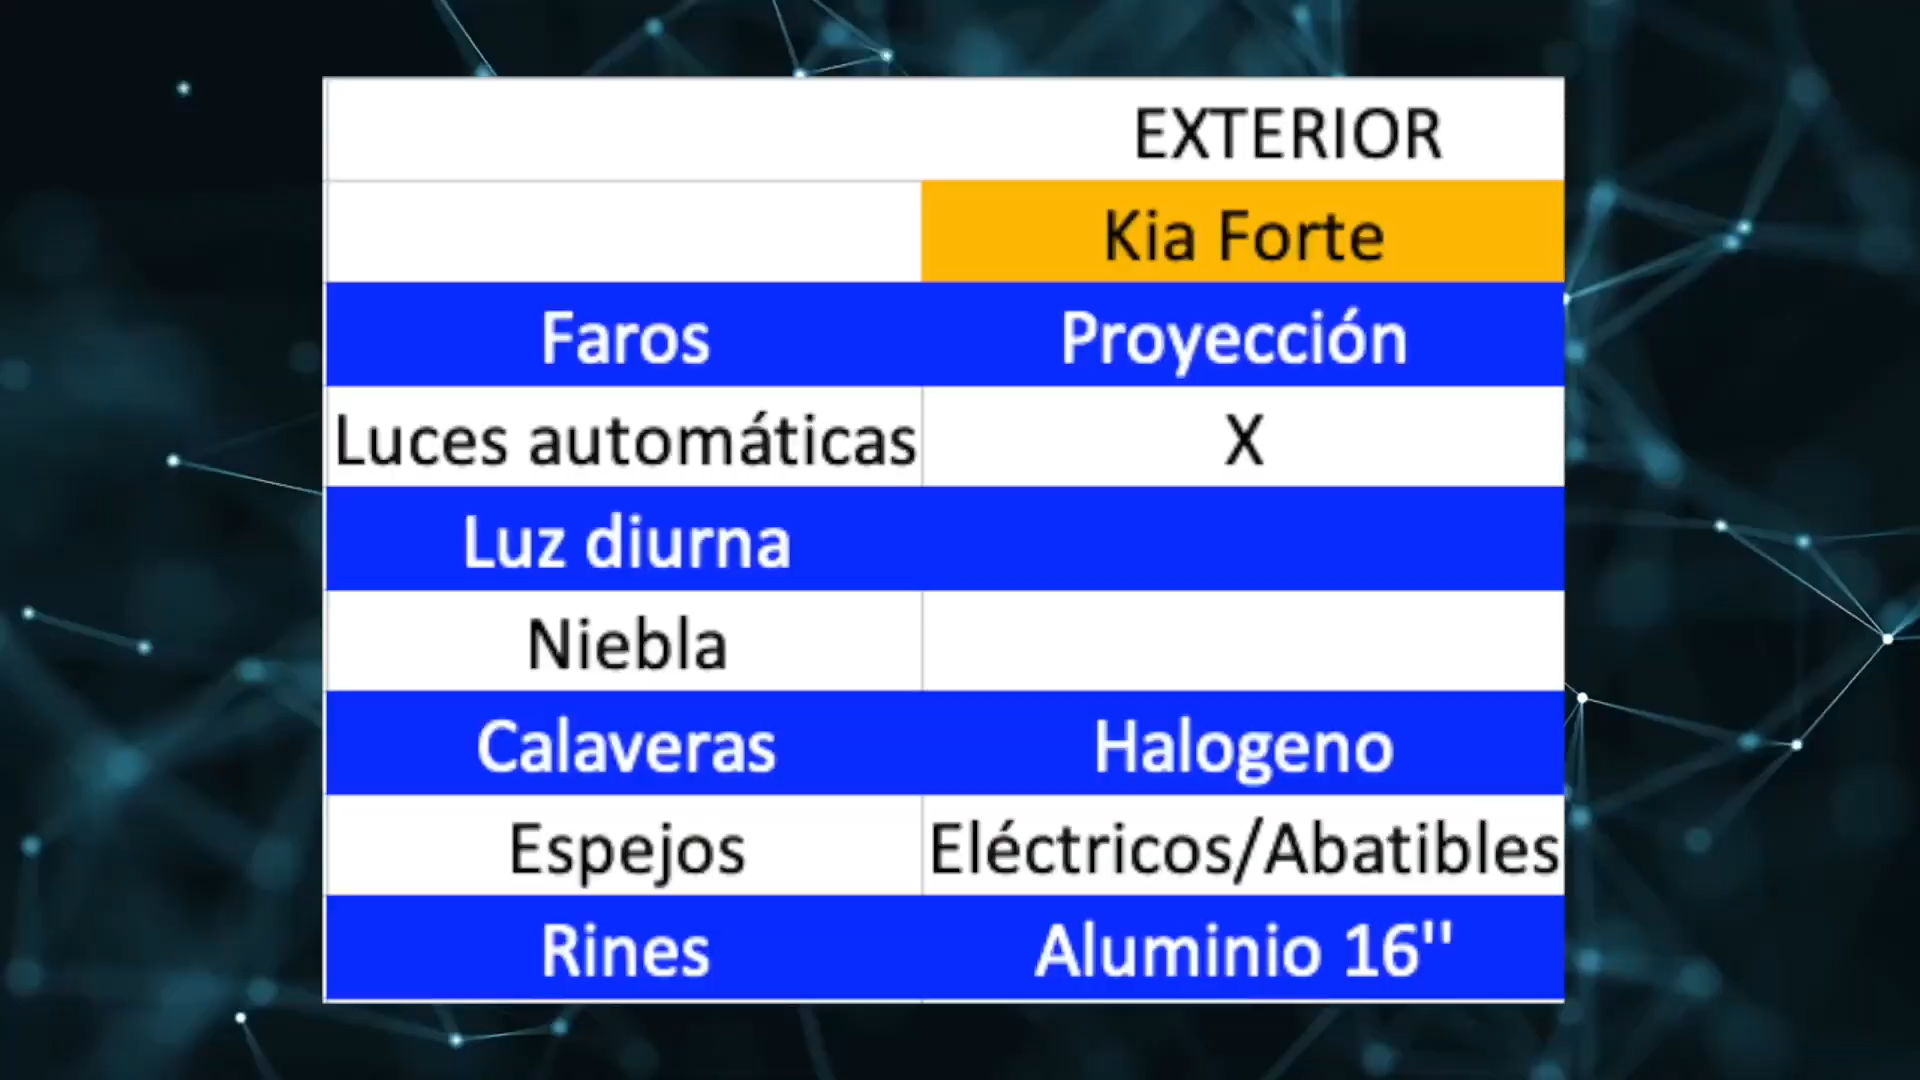 EXTERIOR
Kia Forte
Faros Proyección
Luces automáticas X
Luz diurna
Niebla
Calaveras Halogeno
Espejos Eléctricos/Abatibles
Rines Aluminio 16''